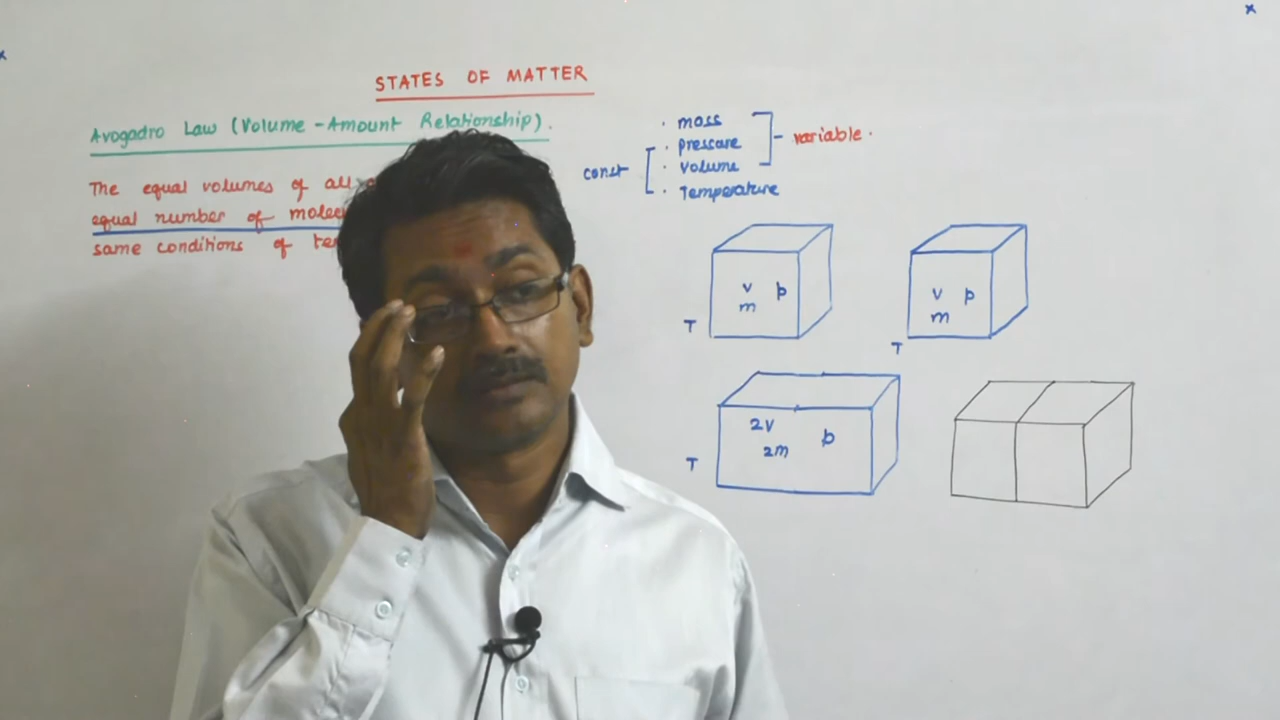 STATES OF MATTER
Avogadro Law (Volume - Amount Relationship).
The equal volumes of all
equal number of
same conditions of
. mass
. pressure
. volume
. Temperature
const
variable.
V p
m
T
V p
m
T
2V
2m p
T